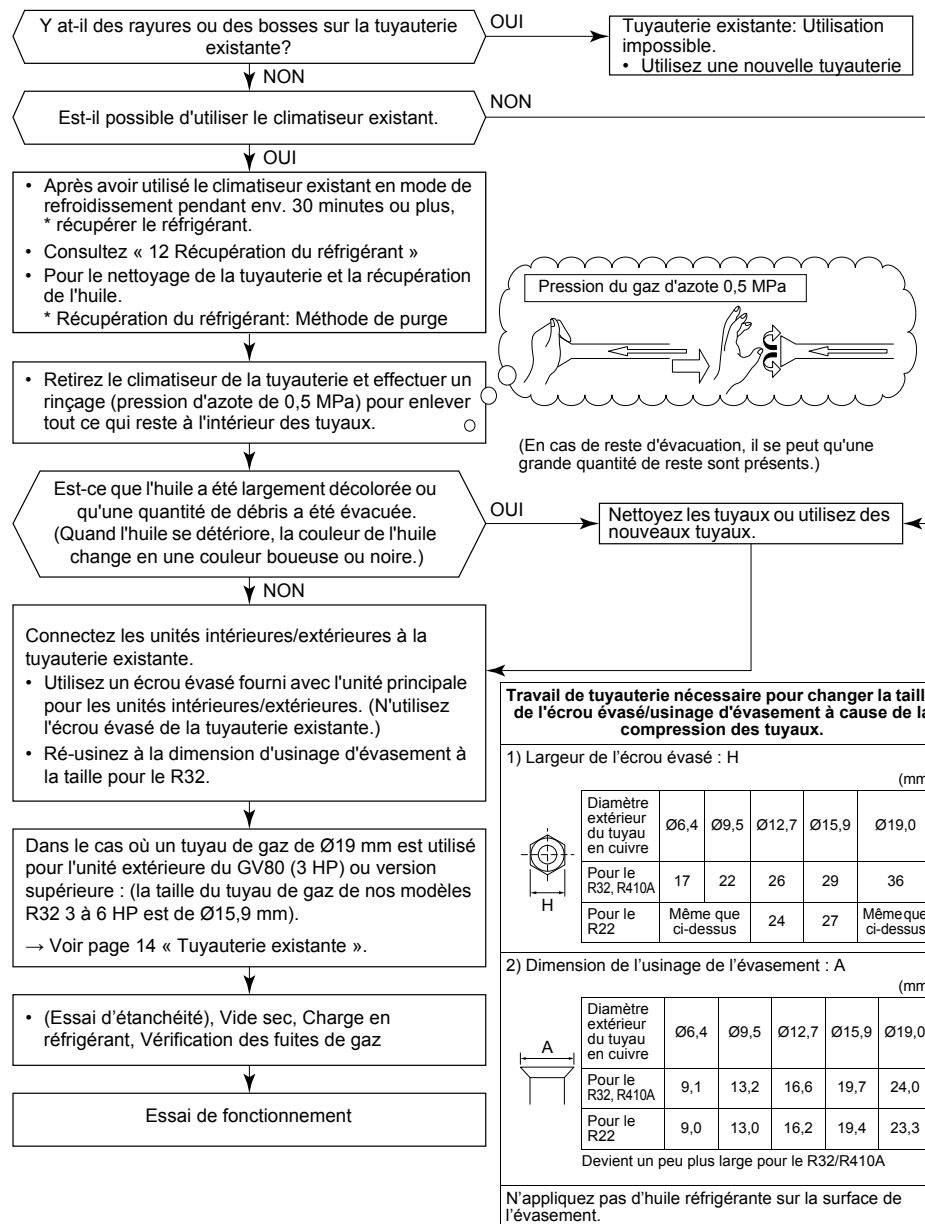 Y at-il des rayures ou des bosses sur la tuyauterie
existante?
OUI
Tuyauterie existante: Utilisation
impossible.
• Utilisez une nouvelle tuyauterie
NON
Est-il possible d'utiliser le climatiseur existant.
NON
OUI
• Après avoir utilisé le climatiseur existant en mode de
refroidissement pendant env. 30 minutes ou plus,
* récupérer le réfrigérant.
• Consultez « 12 Récupération du réfrigérant »
• Pour le nettoyage de la tuyauterie et la récupération
de l'huile.
* Récupération du réfrigérant: Méthode de purge
Pression du gaz d'azote 0,5 MPa
• Retirez le climatiseur de la tuyauterie et effectuer un
rinçage (pression d'azote de 0,5 MPa) pour enlever
tout ce qui reste à l'intérieur des tuyaux.
(En cas de reste d'évacuation, il se peut qu'une
grande quantité de reste sont présents.)
Est-ce que l'huile a été largement décolorée ou
qu'une quantité de débris a été évacuée.
(Quand l'huile se détériore, la couleur de l'huile
change en une couleur boueuse ou noire.)
OUI
Nettoyez les tuyaux ou utilisez des
nouveaux tuyaux.
NON
Connectez les unités intérieures/extérieures à la
tuyauterie existante.
• Utilisez un écrou évasé fourni avec l'unité principale
pour les unités intérieures/extérieures. (N'utilisez
l'écrou évasé de la tuyauterie existante.)
• Ré-usinez à la dimension d'usinage d'évasement à
la taille pour le R32.
Dans le cas où un tuyau de gaz de Ø19 mm est utilisé
pour l'unité extérieure du GV80 (3 HP) ou version
supérieure : (la taille du tuyau de gaz de nos modèles
R32 3 à 6 HP est de Ø15,9 mm).
→ Voir page 14 « Tuyauterie existante ».
• (Essai d'étanchéité), Vide sec, Charge en
réfrigérant, Vérification des fuites de gaz
Essai de fonctionnement
Travail de tuyauterie nécessaire pour changer la taill
de l'écrou évasé/usinage d'évasement à cause de la
compression des tuyaux.
1) Largeur de l'écrou évasé : H
(mm
Diamètre
extérieur
du tuyau
en cuivre
Ø6,4 Ø9,5 Ø12,7 Ø15,9 Ø19,0
Pour le
R32, R410A
17 22 26 29 36
H
Pour le
R22
Même que
ci-dessus
24 27
Même que
ci-dessus
2) Dimension de l'usinage de l'évasement : A
(mm
A
Diamètre
extérieur
du tuyau
en cuivre
Ø6,4 Ø9,5 Ø12,7 Ø15,9 Ø19,0
Pour le
R32, R410A
9,1 13,2 16,6 19,7 24,0
Pour le
R22
9,0 13,0 16,2 19,4 23,3
Devient un peu plus large pour le R32/R410A
N'appliquez pas d'huile réfrigérante sur la surface de
l'évasement.